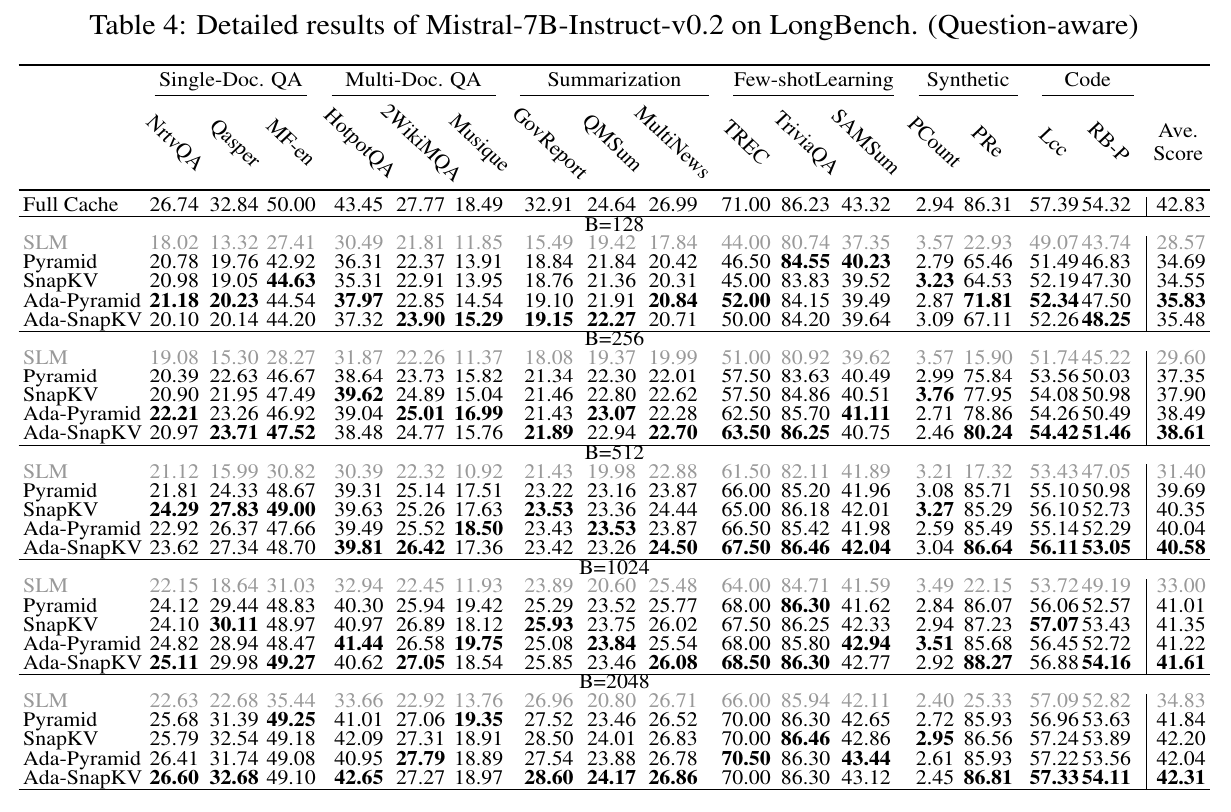 Table 4: Detailed results of Mistral-7B-Instruct-v0.2 on LongBench. (Question-aware)
Single-Doc. QA Multi-Doc. QA Summarization Few-shotLearning Synthetic Code
NrtvQA Qasper MF-en HotpotQA 2WikiMQA Musique GovReport QMSum MultiNews TREC TriviaQA SAMSum PCount PRe Lcc RB-P Ave. Score
Full Cache 26.74 32.84 50.00 43.45 27.77 18.49 32.91 24.64 26.99 71.00 86.23 43.32 2.94 86.31 57.39 54.32 42.83
B=128
SLM 18.02 13.32 27.41 30.49 21.81 11.85 15.49 19.42 17.84 44.00 80.74 37.35 3.57 22.93 49.07 43.74 28.57
Pyramid 20.78 19.76 42.92 36.31 22.37 13.91 18.84 21.84 20.42 46.50 84.55 40.23 2.79 65.46 51.49 46.83 34.69
SnapKV 20.98 19.05 44.63 35.31 22.91 13.95 18.76 21.36 20.31 45.00 83.83 39.52 3.23 64.53 52.19 47.30 34.55
Ada-Pyramid 21.18 20.23 44.54 37.97 22.85 14.54 19.10 21.91 20.84 52.00 84.15 39.49 2.87 71.81 52.34 47.50 35.83
Ada-SnapKV 20.10 20.14 44.20 37.32 23.90 15.29 19.15 22.27 20.71 50.00 84.20 39.64 3.09 67.11 52.26 48.25 35.48
B=256
SLM 19.08 15.30 28.27 31.87 22.26 11.37 18.08 19.37 19.99 51.00 80.92 39.62 3.57 15.90 51.74 45.22 29.60
Pyramid 20.39 22.63 46.67 38.64 23.73 15.82 21.34 22.30 22.01 57.50 83.63 40.49 2.99 75.84 53.56 50.03 37.35
SnapKV 20.90 21.95 47.49 39.62 24.89 15.04 21.46 22.80 22.62 57.50 84.86 40.51 3.76 77.95 54.08 50.98 37.90
Ada-Pyramid 22.21 23.26 46.92 39.04 25.01 16.99 21.43 23.07 22.28 62.50 85.70 41.11 2.71 78.86 54.26 50.49 38.49
Ada-SnapKV 20.97 23.71 47.52 38.48 24.77 15.76 21.89 22.94 22.70 63.50 86.25 40.75 2.46 80.24 54.42 51.46 38.61
B=512
SLM 21.12 15.99 30.82 30.39 22.32 10.92 21.43 19.98 22.88 61.50 82.11 41.89 3.21 17.32 53.43 47.05 31.40
Pyramid 21.81 24.33 48.67 39.31 25.14 17.51 23.22 23.16 23.87 66.00 85.20 41.96 3.08 85.71 55.10 50.98 39.69
SnapKV 24.29 27.83 49.00 39.63 25.26 17.63 23.53 23.36 24.44 65.00 86.18 42.01 3.27 85.29 56.10 52.73 40.35
Ada-Pyramid 22.92 26.37 47.66 39.49 25.52 18.50 23.43 23.53 23.87 66.50 85.42 41.98 2.59 85.49 55.14 52.29 40.04
Ada-SnapKV 23.62 27.34 48.70 39.81 26.42 17.36 23.42 23.26 24.50 67.50 86.46 42.04 3.04 86.64 56.11 53.05 40.58
B=1024
SLM 22.15 18.64 31.03 32.94 22.45 11.93 23.89 20.60 25.48 64.00 84.71 41.59 3.49 22.15 53.72 49.19 33.00
Pyramid 24.12 29.44 48.83 40.30 25.94 19.42 25.29 23.52 25.77 68.00 86.30 41.62 2.84 86.07 56.06 52.57 41.01
SnapKV 24.10 30.11 48.97 40.97 26.89 18.12 25.93 23.75 26.02 67.50 86.25 42.33 2.94 87.23 57.07 53.43 41.35
Ada-Pyramid 24.82 28.94 48.47 41.44 26.58 19.75 25.08 23.84 25.54 68.00 85.80 42.94 3.51 85.68 56.45 52.72 41.22
Ada-SnapKV 25.11 29.98 49.27 40.62 27.05 18.54 25.85 23.46 26.08 68.50 86.30 42.77 2.92 88.27 56.88 54.16 41.61
B=2048
SLM 22.63 22.68 35.44 33.66 22.92 13.76 26.96 20.80 26.71 66.00 85.94 42.11 2.40 25.33 57.09 52.82 34.83
Pyramid 25.68 31.39 49.25 41.01 27.06 19.35 27.52 23.46 26.52 70.00 86.30 42.65 2.72 85.93 56.96 53.63 41.84
SnapKV 25.79 32.54 49.18 42.09 27.31 18.91 28.50 24.01 26.83 70.00 86.46 42.86 2.95 86.56 57.24 53.89 42.20
Ada-Pyramid 26.41 31.74 49.08 40.95 27.79 18.89 27.54 23.88 26.78 70.50 86.30 43.44 2.61 85.93 57.22 53.56 42.04
Ada-SnapKV 26.60 32.68 49.10 42.65 27.27 18.97 28.60 24.17 26.86 70.00 86.30 43.12 2.45 86.81 57.33 54.11 42.31